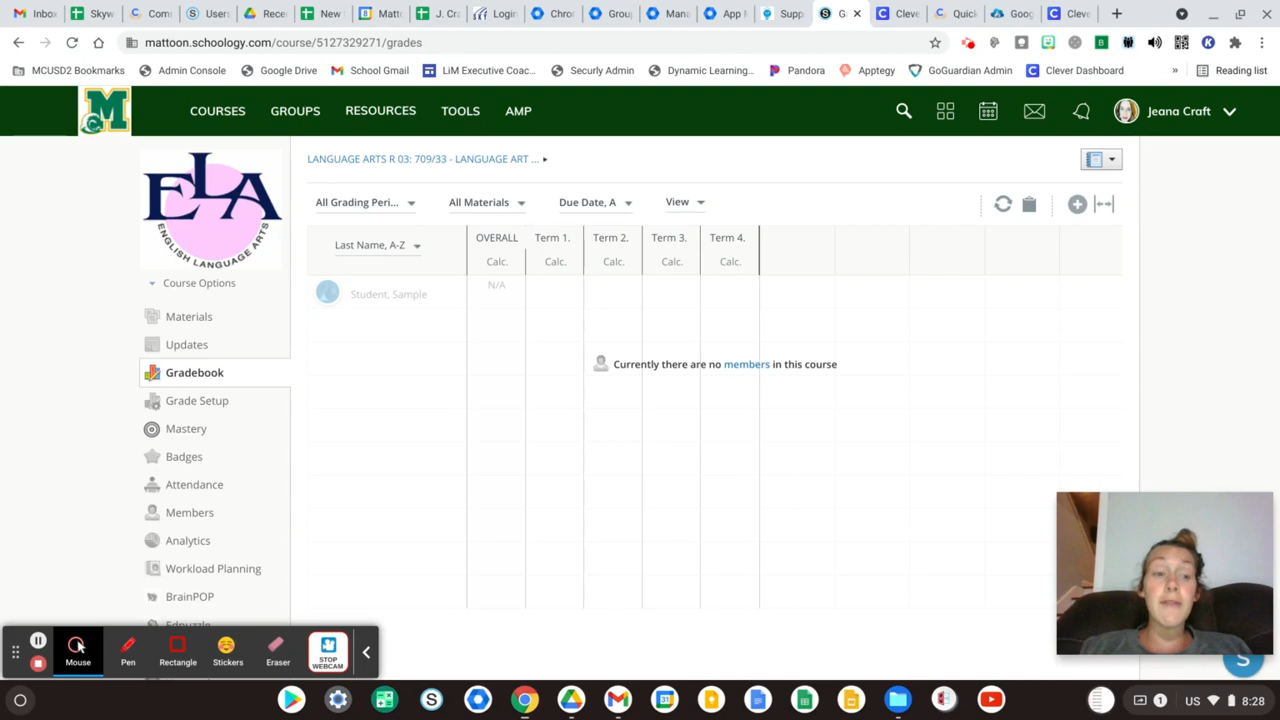 Inbox
Skyw
Com
Users
Rece
New
Matt
J. Cra
Login
Chro
Group
Mana
App M
Supp
G
Cleve
Quick
Goog
Cleve
mattoon.schoology.com/course/5127329271/grades
MCUSD2 Bookmarks
Admin Console
Google Drive
School Gmail
LiM Executive Coac...
Securly Admin
Dynamic Learning...
Pandora
Apptegy
GoGuardian Admin
Clever Dashboard
»
Reading list
M
COURSES
GROUPS
RESOURCES
TOOLS
AMP
Jeana Craft
ELA
ENGLISH LANGUAGE ARTS
LANGUAGE ARTS R 03: 709/33 - LANGUAGE ART ...
All Grading Peri...
All Materials
Due Date, A
View
Last Name, A-Z
OVERALL
Term 1.
Term 2.
Term 3.
Term 4.
Calc.
Calc.
Calc.
Calc.
Calc.
Student, Sample
N/A
Currently there are no members in this course
Course Options
Materials
Updates
Gradebook
Grade Setup
Mastery
Badges
Attendance
Members
Analytics
Workload Planning
BrainPOP
Edpuzzle
Mouse
Pen
Rectangle
Stickers
Eraser
STOP
WEBCAM
S
1
US
8:28